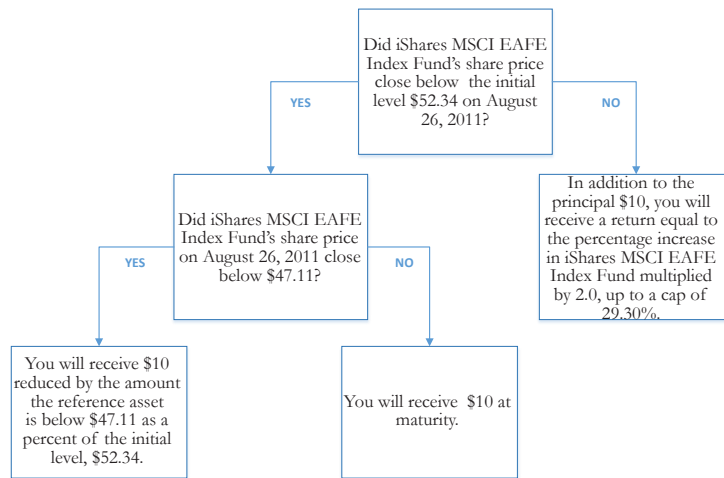 Did iShares MSCI EAFE
Index Fund's share price
close below the initial
level $52.34 on August
26, 2011?
YES
NO
Did iShares MSCI EAFE
Index Fund's share price
on August 26, 2011 close
below $47.11?
In addition to the
principal $10, you will
receive a return equal to
the percentage increase
in iShares MSCI EAFE
Index Fund multiplied
by 2.0, up to a cap of
29.30%.
YES
NO
You will receive $10
reduced by the amount
the reference asset
is below $47.11 as a
percent of the initial
level, $52.34.
You will receive $10 at
maturity.